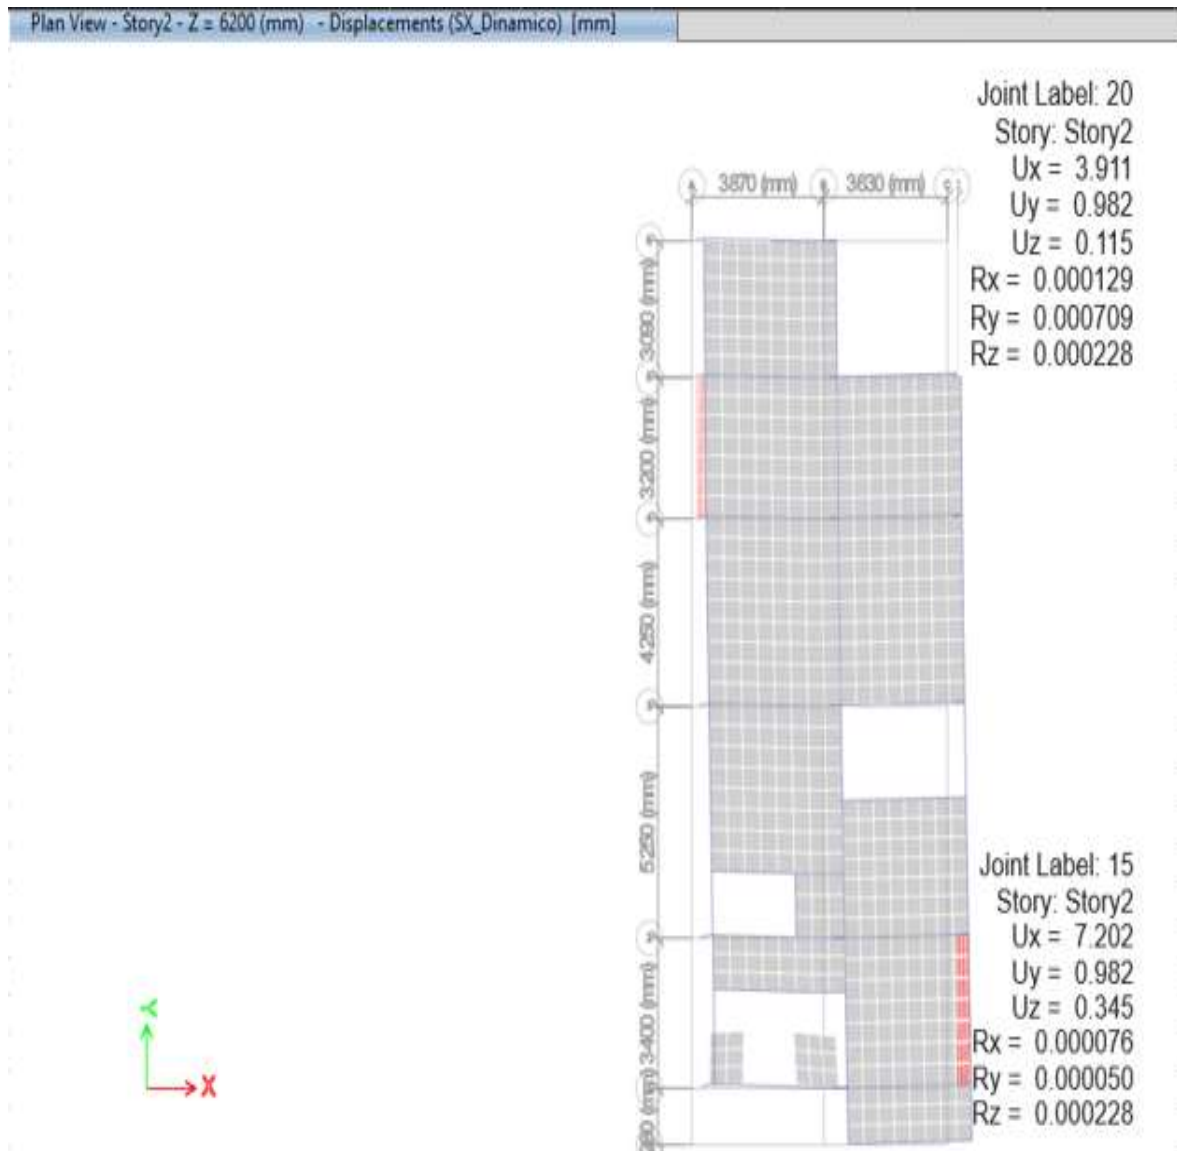 Plan View - Story2 - Z = 6200 (mm) - Displacements (SX_Dinamico) [mm]
Joint Label: 20
Story: Story2
Ux = 3.911
Uy = 0.982
Uz = 0.115
Rx = 0.000129
Ry = 0.000709
Rz = 0.000228
3870 (mm) 3630 (mm)
3090 (mm)
3200 (mm)
4250 (mm)
5250 (mm)
3400 (mm)
Joint Label: 15
Story: Story2
Ux = 7.202
Uy = 0.982
Uz = 0.345
Rx = 0.000076
Ry = 0.000050
Rz = 0.000228
Y
X